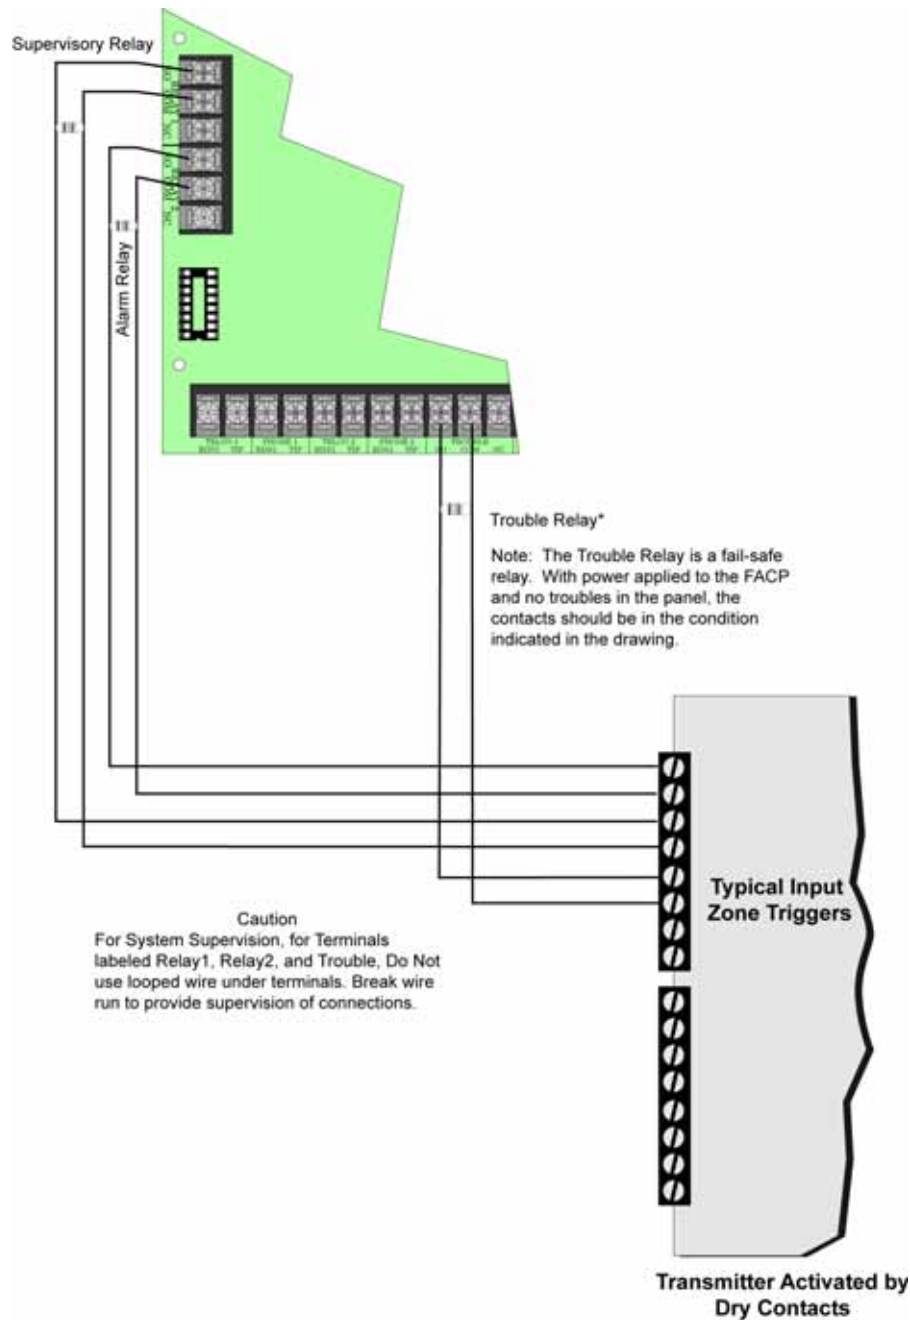 Supervisory Relay
Alarm Relay
Trouble Relay*
Note: The Trouble Relay is a fail-safe
relay. With power applied to the FACP
and no troubles in the panel, the
contacts should be in the condition
indicated in the drawing.
Typical Input
Zone Triggers
Caution
For System Supervision, for Terminals
labeled Relay1, Relay2, and Trouble, Do Not
use looped wire under terminals. Break wire
run to provide supervision of connections.
Transmitter Activated by
Dry Contacts